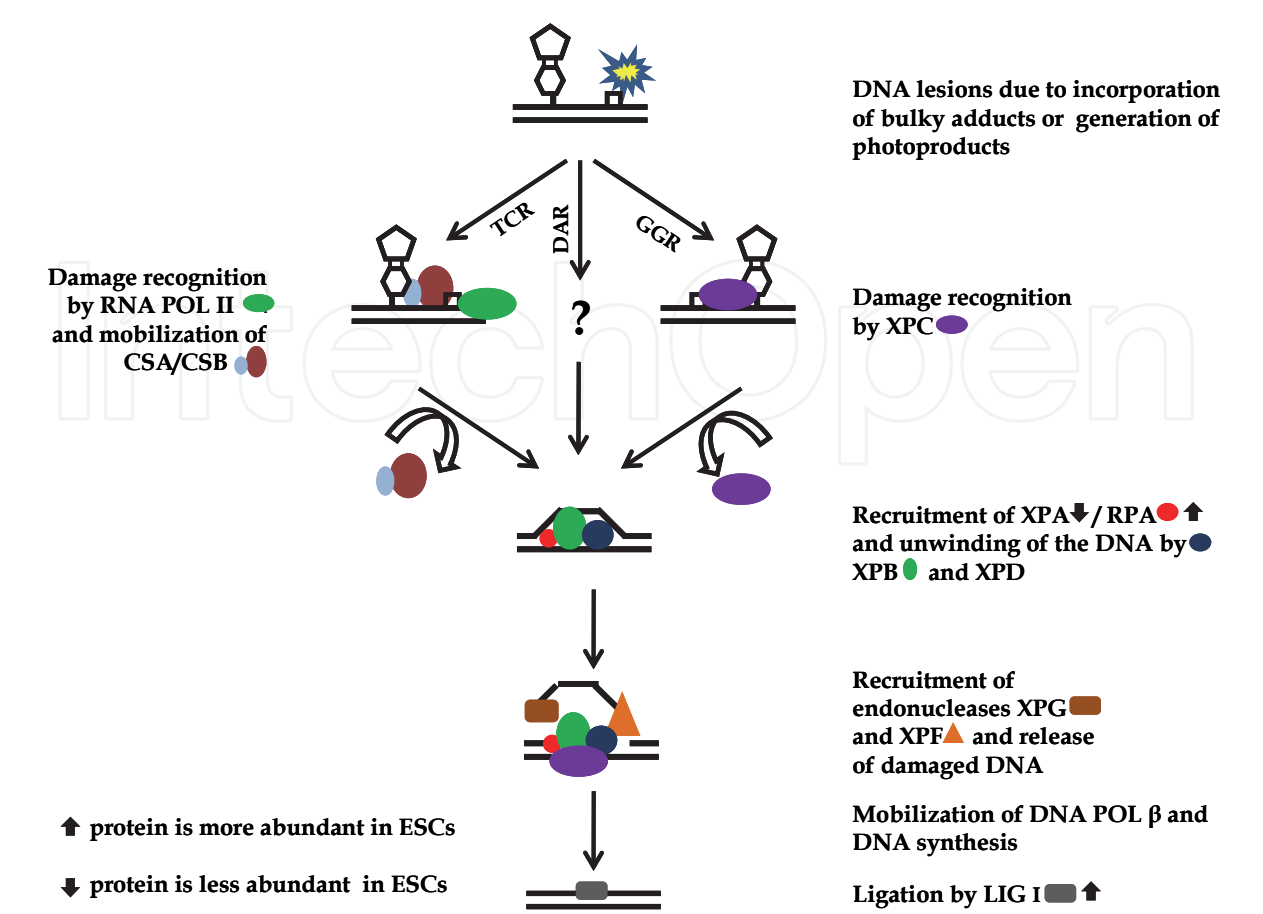 DNA lesions due to incorporation
of bulky adducts or generation of
photoproducts
TCR
DAR
GGR
Damage recognition
by RNA POL II
and mobilization of
CSA/CSB
?
Damage recognition
by XPC
IntechOpen
Recruitment of XPA / RPA
and unwinding of the DNA by
XPB and XPD
Recruitment of
endonucleases XPG
and XPF and release
of damaged DNA
Mobilization of DNA POL β and
DNA synthesis
protein is more abundant in ESCs
protein is less abundant in ESCs
Ligation by LIG I